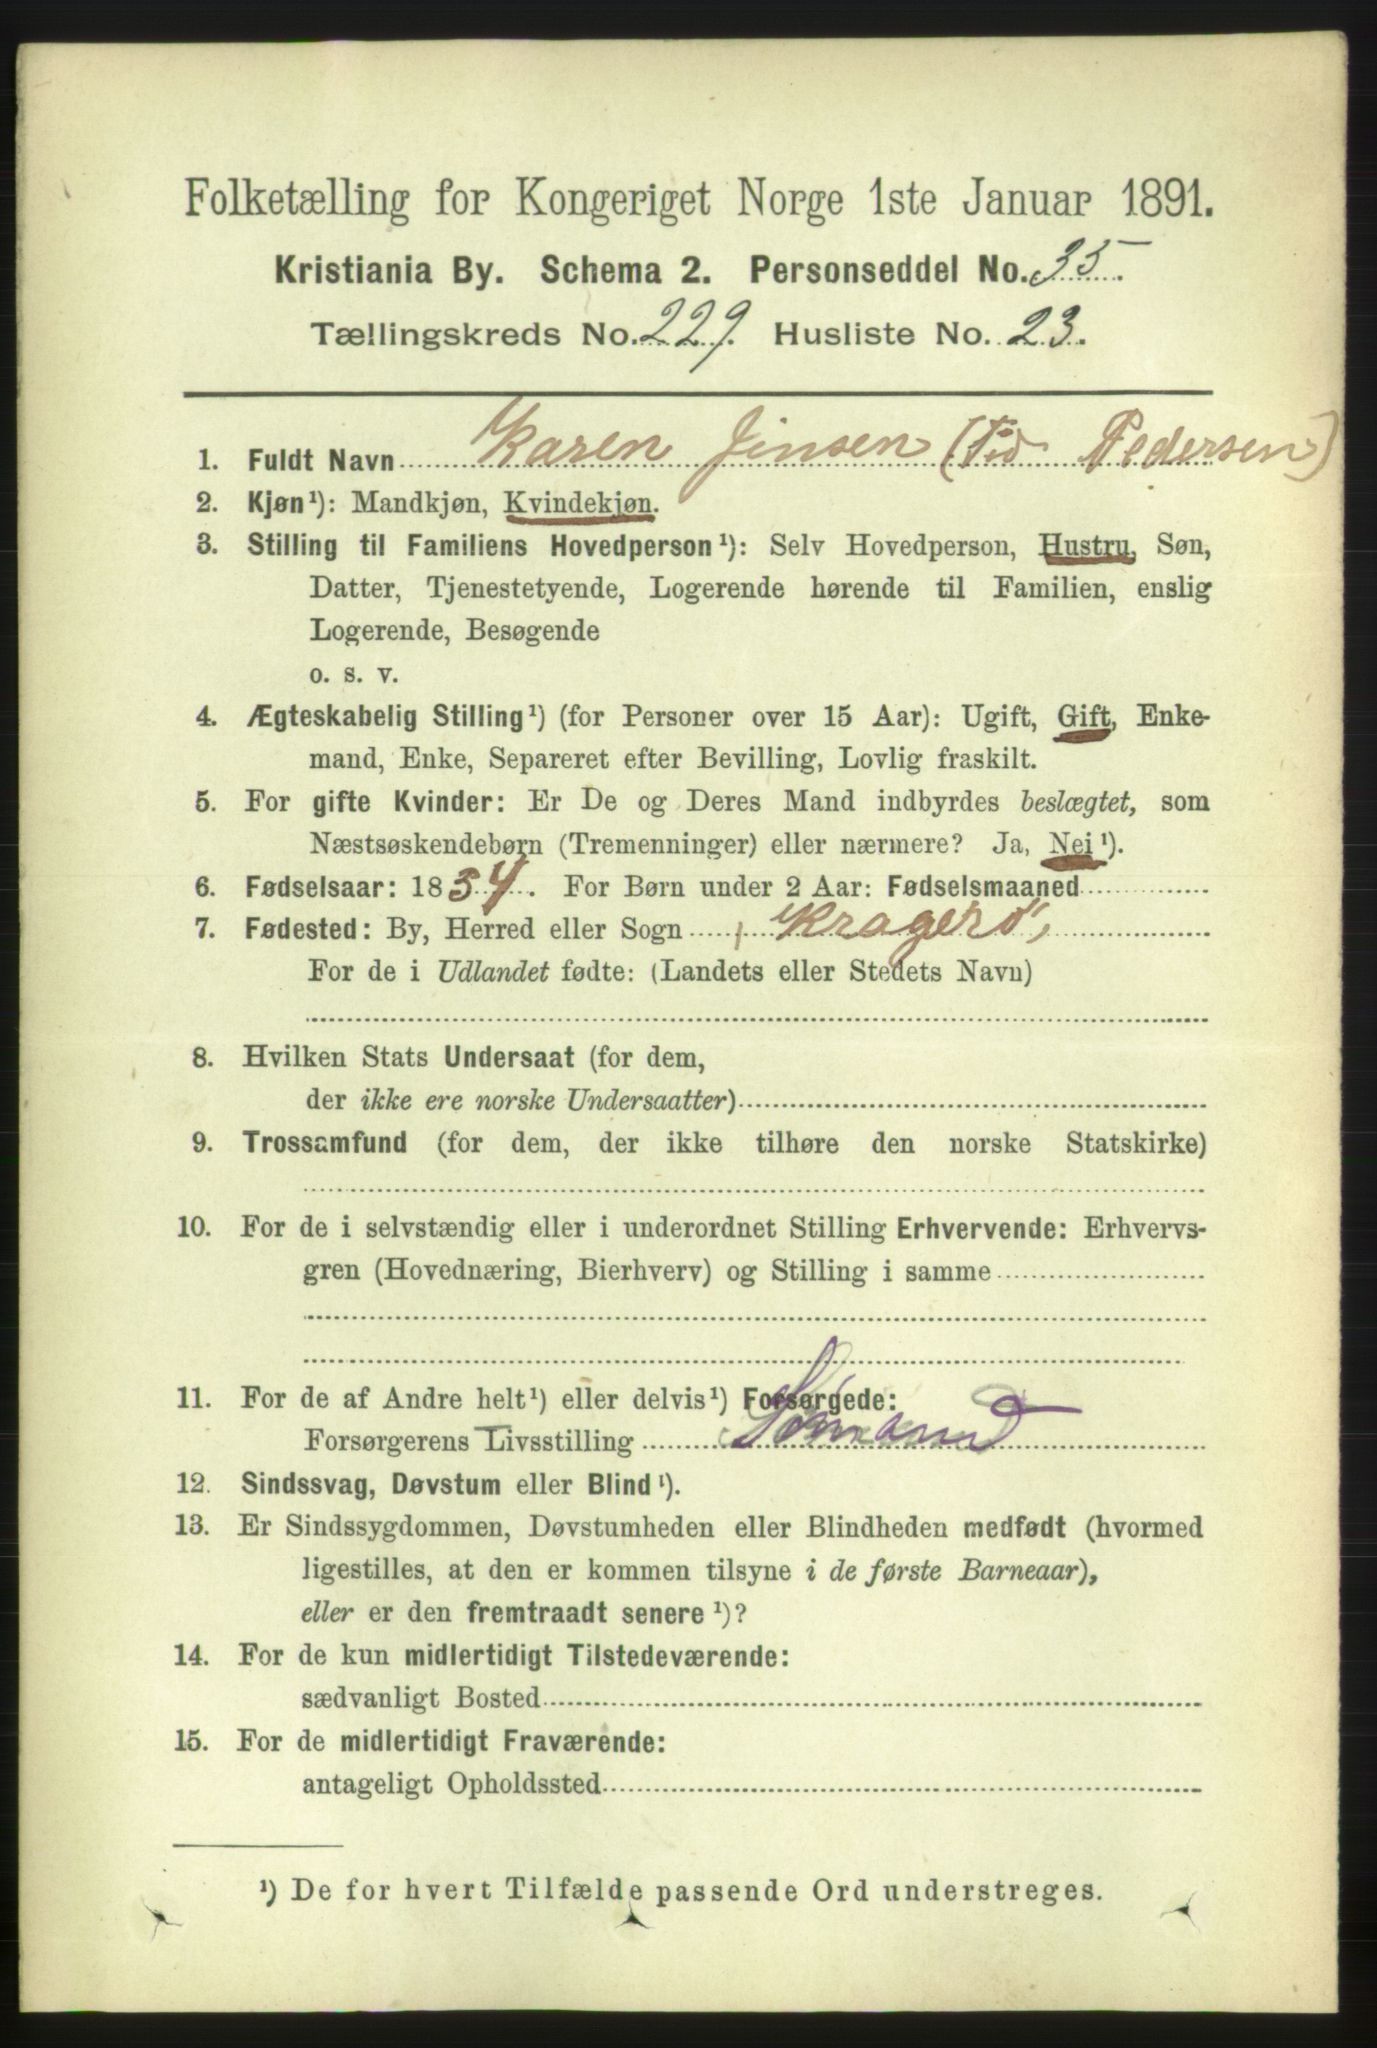 Folketælling for Kongeriget Norge 1ste Januar 1891.
Kristiania By. Schema 2. Personseddel No. 35.
Tællingskreds No. 229. Husliste No. 23.
1. Fuldt Navn Karen Jinsen ( Pedersen)
2. Kjøn¹): Mandkjøn, Kvindekjøn.
3. Stilling til Familiens Hovedperson¹): Selv Hovedperson, Hustru, Søn,
Datter, Tjenestetyende, Logerende hørende til Familien, enslig
Logerende, Besøgende
o. s. v.
4. Ægteskabelig Stilling¹) (for Personer over 15 Aar): Ugift, Gift, Enke-
mand, Enke, Separeret efter Bevilling, Lovlig fraskilt.
5. For gifte Kvinder: Er De og Deres Mand indbyrdes beslægtet, som
Næstsøskendebørn (Tremenninger) eller nærmere? Ja, Nei¹).
6. Fødselsaar: 1854. For Børn under 2 Aar: Fødselsmaaned
7. Fødested: By, Herred eller Sogn Kragerø,
For de i Udlandet fødte: (Landets eller Stedets Navn)
8. Hvilken Stats Undersaat (for dem,
der ikke ere norske Undersaatter)
9. Trossamfund (for dem, der ikke tilhøre den norske Statskirke)
10. For de i selvstændig eller i underordnet Stilling Erhvervende: Erhvervs-
gren (Hovednæring, Bierhverv) og Stilling i samme
11. For de af Andre helt¹) eller delvis¹) Forsørgede:
Forsørgerens Livsstilling Sømand
12. Sindssvag, Døvstum eller Blind¹).
13. Er Sindssygdommen, Døvstumheden eller Blindheden medfødt (hvormed
ligestilles, at den er kommen tilsyne i de første Barneaar),
eller er den fremtraadt senere¹)?
14. For de kun midlertidigt Tilstedeværende:
sædvanligt Bosted
15. For de midlertidigt Fraværende:
antageligt Opholdssted
¹) De for hvert Tilfælde passende Ord understreges.